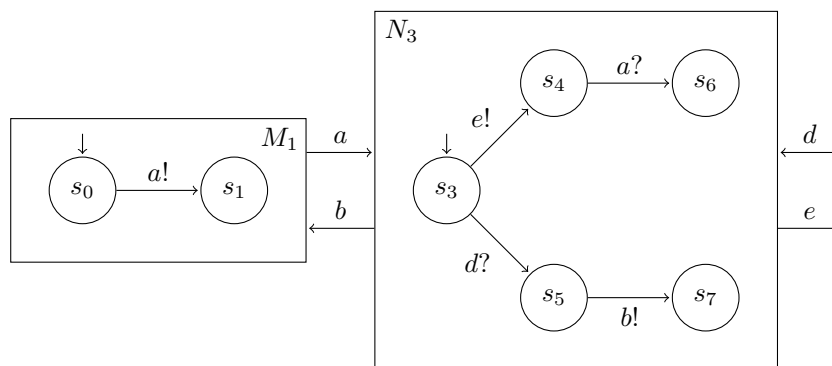 N₃
s₄
a?
s₆
e!
M₁
a
d
s₀
a!
s₁
s₃
b
e
d?
s₅
b!
s₇